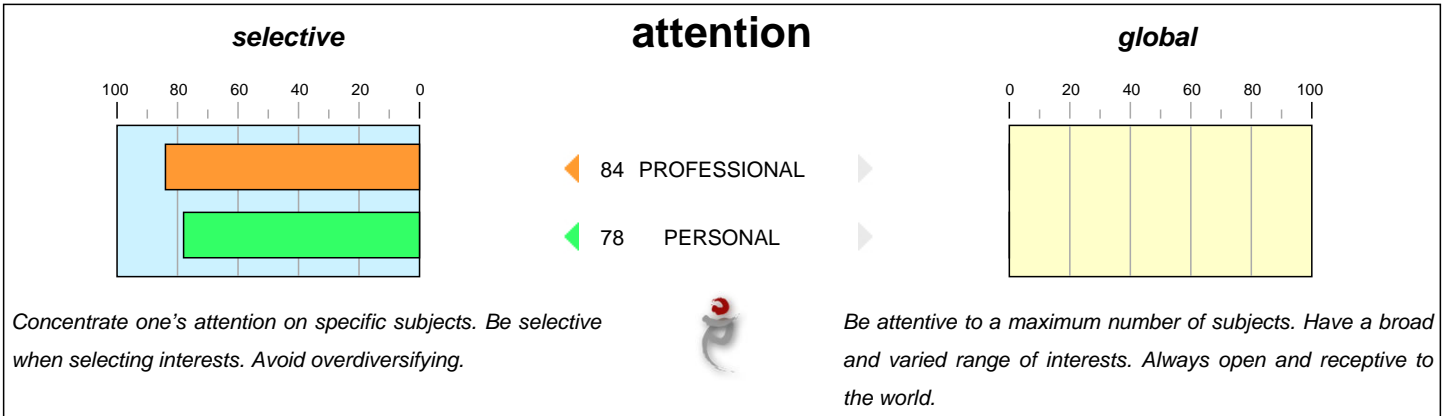 selective attention global
100 80 60 40 20 0 0 20 40 60 80 100
84 PROFESSIONAL
78 PERSONAL
Concentrate one's attention on specific subjects. Be selective
when selecting interests. Avoid overdiversifying.
Be attentive to a maximum number of subjects. Have a broad
and varied range of interests. Always open and receptive to
the world.